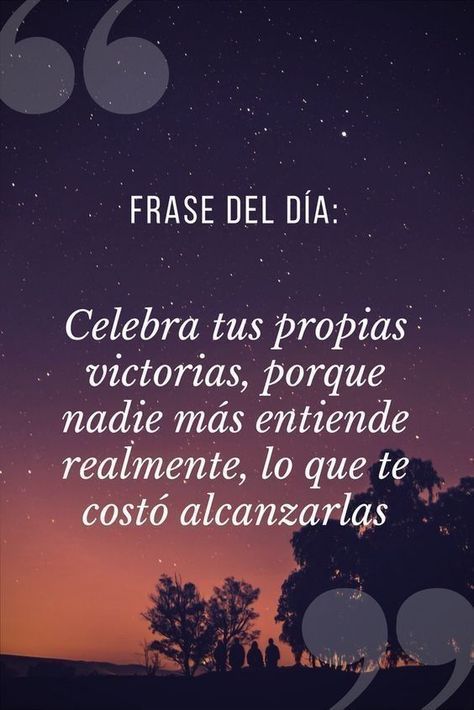 FRASE DEL DÍA:
Celebra tus propias
victorias, porque
nadie más entiende
realmente, lo que te
costó alcanzarlas